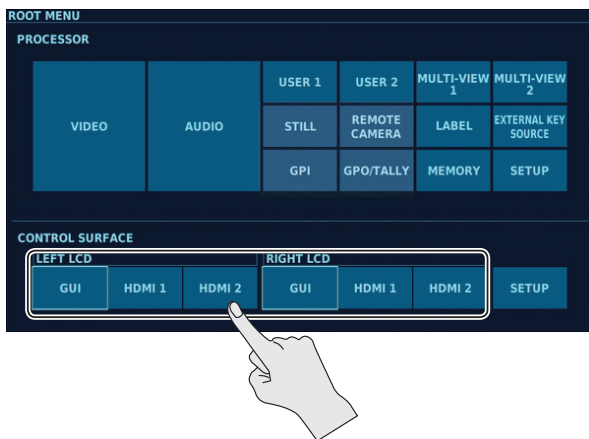 ROOT MENU
PROCESSOR
VIDEO
AUDIO
USER 1
USER 2
MULTI-VIEW
1
MULTI-VIEW
2
STILL
REMOTE
CAMERA
LABEL
EXTERNAL KEY
SOURCE
GPI
GPO/TALLY
MEMORY
SETUP
CONTROL SURFACE
LEFT LCD
RIGHT LCD
GUI
HDMI 1
HDMI 2
GUI
HDMI 1
HDMI 2
SETUP